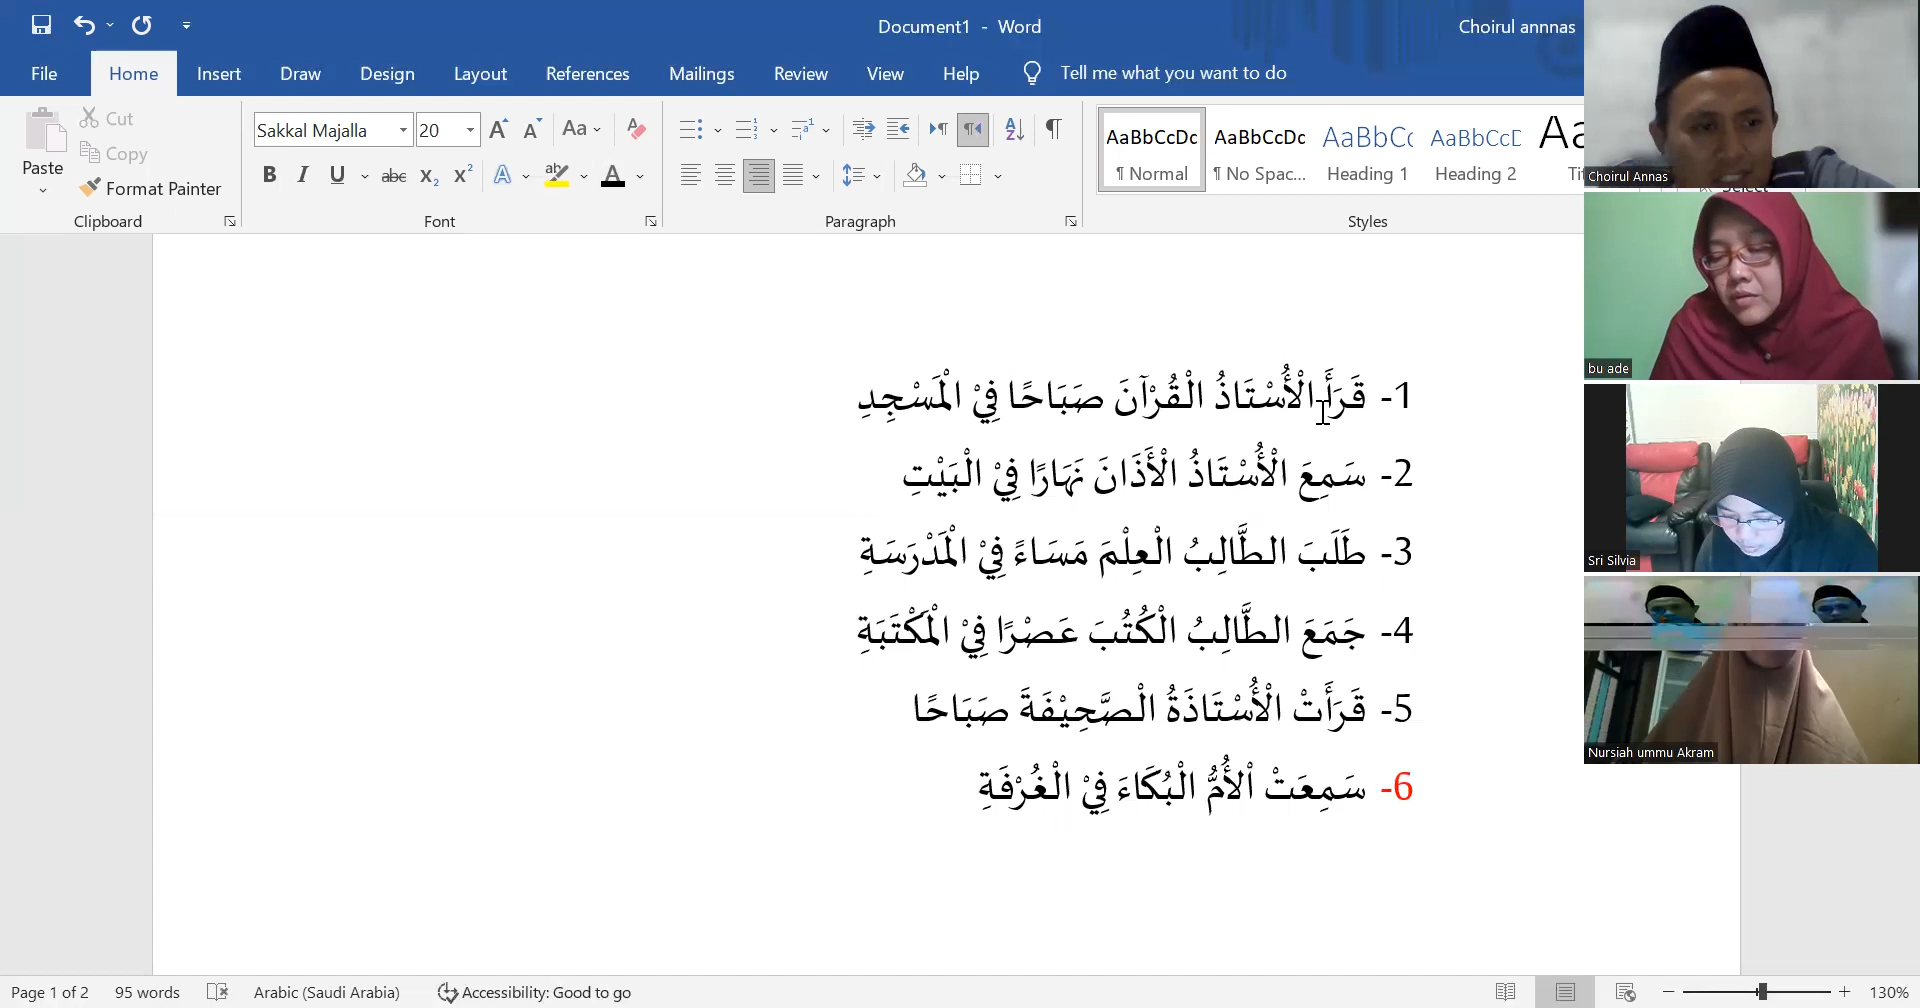 Document1 - Word
Choirul annnas
File Home Insert Draw Design Layout References Mailings Review View Help Tell me what you want to do
Paste
Cut
Copy
Format Painter
Clipboard
Sakkal Majalla 20
Font
Paragraph
AaBbCcDc AaBbCcDc AaBbCc AaBbCcD
¶ Normal ¶ No Spac... Heading 1 Heading 2
Styles
Select
Choirul Annas
bu ade
Sri Silvia
Nursiah ummu Akram
1- قَرَأَ الْأُسْتَاذُ الْقُرْآنَ صَبَاحًا فِيْ الْمَسْجِدِ
2- سَمِعَ الْأُسْتَاذُ الْأَذَانَ نَهَارًا فِيْ الْبَيْتِ
3- طَلَبَ الطَّالِبُ الْعِلْمَ مَسَاءً فِيْ الْمَدْرَسَةِ
4- جَمَعَ الطَّالِبُ الْكُتُبَ عَصْرًا فِيْ الْمَكْتَبَةِ
5- قَرَأَتْ الْأُسْتَاذَةُ الْصَّحِيْفَةَ صَبَاحًا
6- سَمِعَتْ اْلأُمُّ الْبُكَاءَ فِيْ الْغُرْفَةِ
Page 1 of 2 95 words Arabic (Saudi Arabia) Accessibility: Good to go 130%